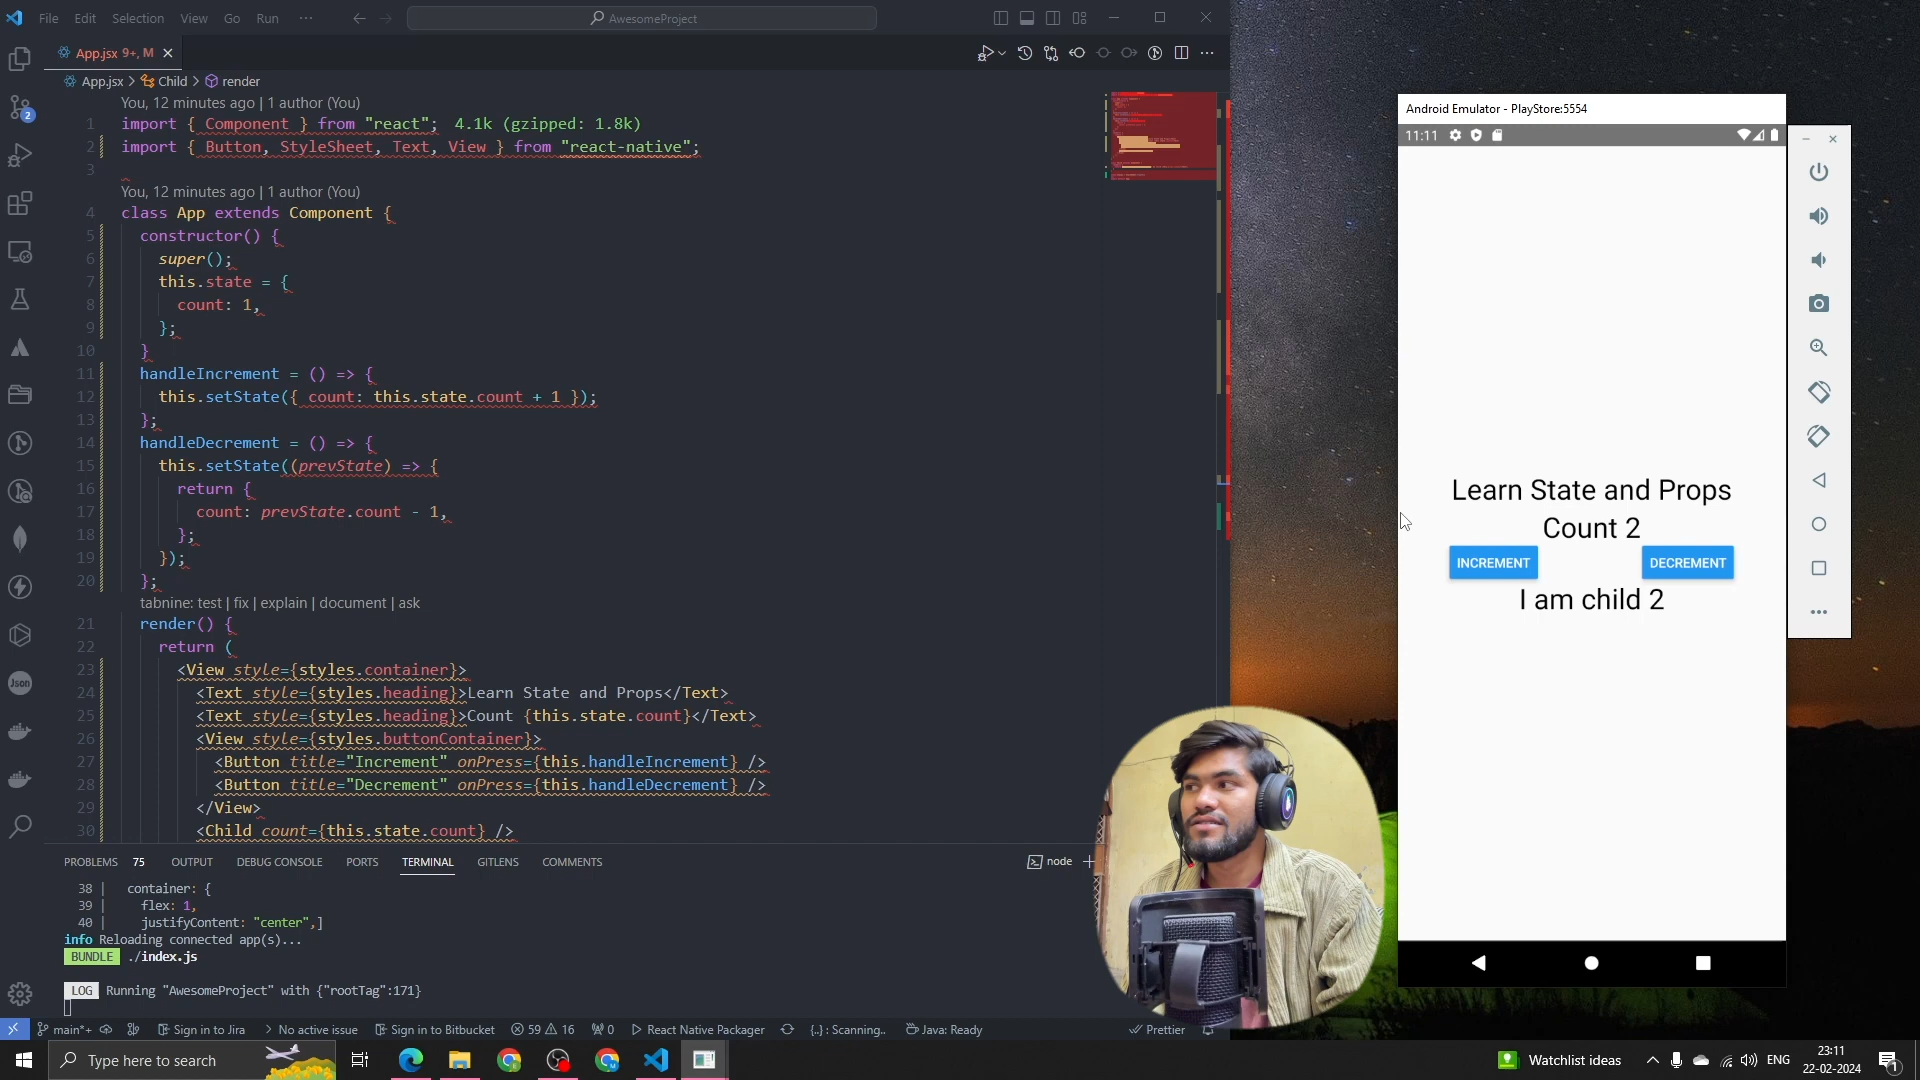 File Edit Selection View Go Run ··· AwesomeProject
App.jsx 9+, M
App.jsx > Child > render
You, 12 minutes ago | 1 author (You)
1 import { Component } from "react"; 4.1k (gzipped: 1.8k)
2 import { Button, StyleSheet, Text, View } from "react-native";
3
You, 12 minutes ago | 1 author (You)
4 class App extends Component {
5 constructor() {
6 super();
7 this.state = {
8 count: 1,
9 };
10 }
11 handleIncrement = () => {
12 this.setState({ count: this.state.count + 1 });
13 };
14 handleDecrement = () => {
15 this.setState((prevState) => {
16 return {
17 count: prevState.count - 1,
18 };
19 });
20 };
tabnine: test | fix | explain | document | ask
21 render() {
22 return (
23 <View style={styles.container}>
24 <Text style={styles.heading}>Learn State and Props</Text>
25 <Text style={styles.heading}>Count {this.state.count}</Text>
26 <View style={styles.buttonContainer}>
27 <Button title="Increment" onPress={this.handleIncrement} />
28 <Button title="Decrement" onPress={this.handleDecrement} />
29 </View>
30 <Child count={this.state.count} />
PROBLEMS 75 OUTPUT DEBUG CONSOLE PORTS TERMINAL GITLENS COMMENTS node
38 | container: {
39 | flex: 1,
40 | justifyContent: "center",]
info Reloading connected app(s)...
BUNDLE ./index.js
LOG Running "AwesomeProject" with {"rootTag":171}
main*+ Sign in to Jira > No active issue Sign in to Bitbucket 59 16 0 React Native Packager {..} : Scanning.. Java: Ready Prettier
2
Json
Android Emulator - PlayStore:5554
11:11
Learn State and Props
Count 2
INCREMENT DECREMENT
I am child 2
Type here to search
Watchlist ideas ENG 23:11
22-02-2024
1